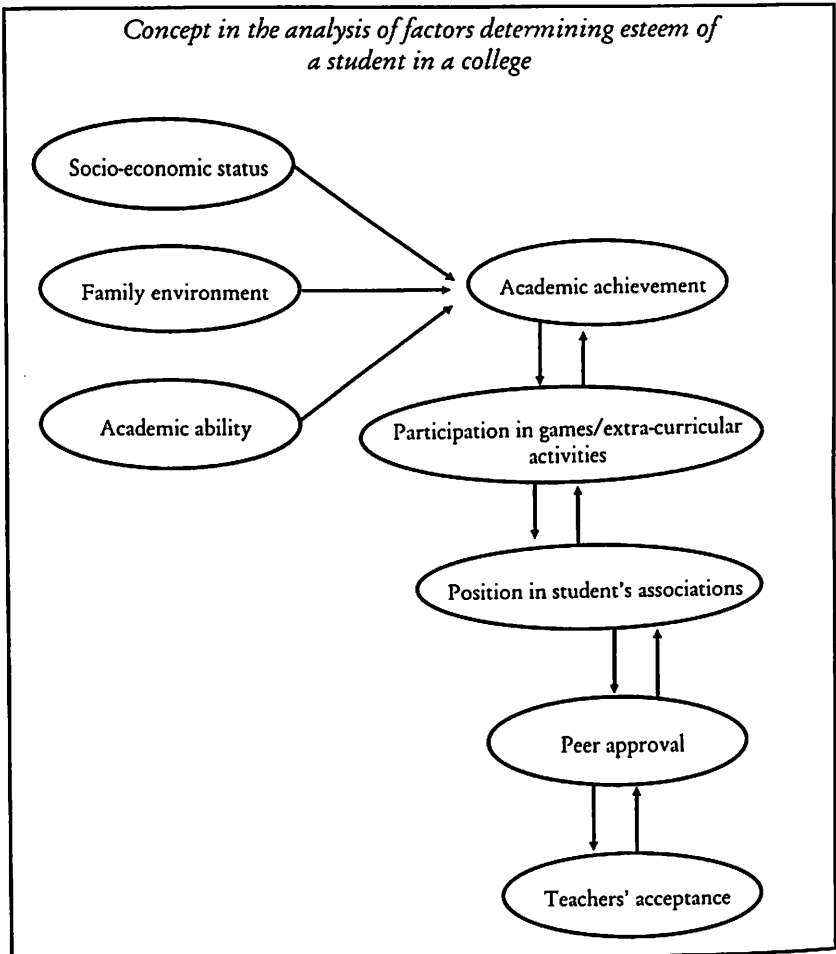 Concept in the analysis of factors determining esteem of
a student in a college
Socio-economic status
Family environment
Academic ability
Academic achievement
Participation in games/extra-curricular
activities
Position in student's associations
Peer approval
Teachers' acceptance